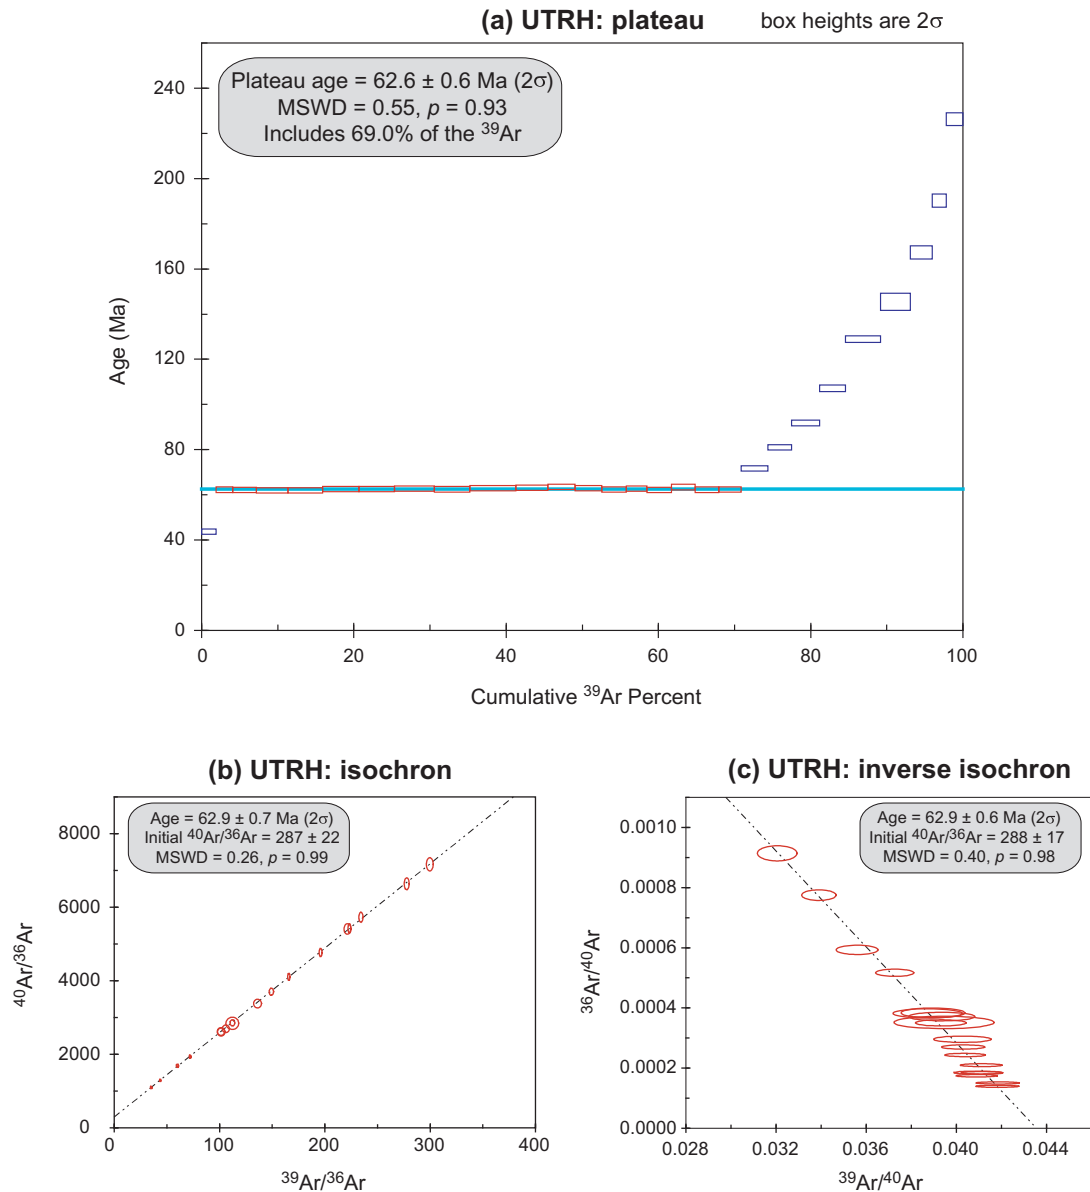 (a) UTRH: plateau
box heights are 2σ
Plateau age = 62.6 ± 0.6 Ma (2σ)
MSWD = 0.55, p = 0.93
Includes 69.0% of the ³⁹Ar
240
200
160
120
80
40
0
Age (Ma)
0 20 40 60 80 100
Cumulative ³⁹Ar Percent
(b) UTRH: isochron
Age = 62.9 ± 0.7 Ma (2σ)
Initial ⁴⁰Ar/³⁶Ar = 287 ± 22
MSWD = 0.26, p = 0.99
8000
6000
4000
2000
0
⁴⁰Ar/³⁶Ar
0 100 200 300 400
³⁹Ar/³⁶Ar
(c) UTRH: inverse isochron
Age = 62.9 ± 0.6 Ma (2σ)
Initial ⁴⁰Ar/³⁶Ar = 288 ± 17
MSWD = 0.40, p = 0.98
0.0010
0.0008
0.0006
0.0004
0.0002
0.0000
³⁶Ar/⁴⁰Ar
0.028 0.032 0.036 0.040 0.044
³⁹Ar/⁴⁰Ar